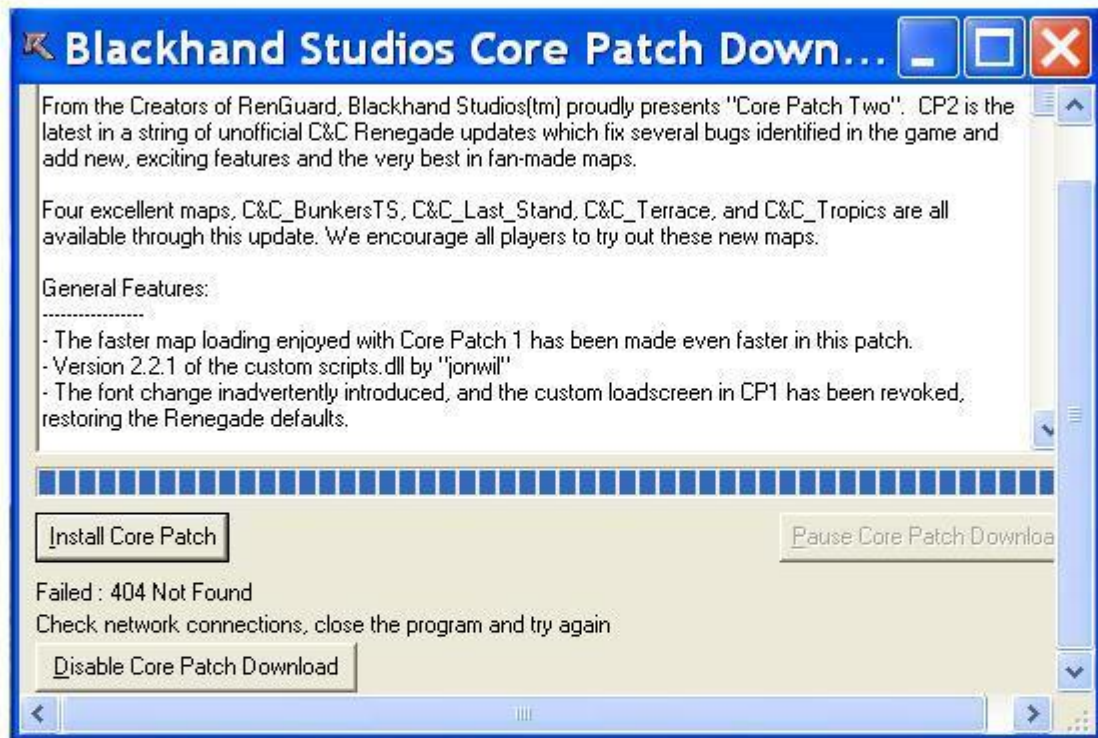 Blackhand Studios Core Patch Down...
From the Creators of RenGuard, Blackhand Studios(tm) proudly presents "Core Patch Two".  CP2 is the
latest in a string of unofficial C&C Renegade updates which fix several bugs identified in the game and
add new, exciting features and the very best in fan-made maps.
Four excellent maps, C&C_BunkersTS, C&C_Last_Stand, C&C_Terrace, and C&C_Tropics are all
available through this update. We encourage all players to try out these new maps.
General Features:
-----------------
- The faster map loading enjoyed with Core Patch 1 has been made even faster in this patch.
- Version 2.2.1 of the custom scripts.dll by "jonwil"
- The font change inadvertently introduced, and the custom loadscreen in CP1 has been revoked,
restoring the Renegade defaults.
Install Core Patch
Pause Core Patch Downloa
Failed : 404 Not Found
Check network connections, close the program and try again
Disable Core Patch Download